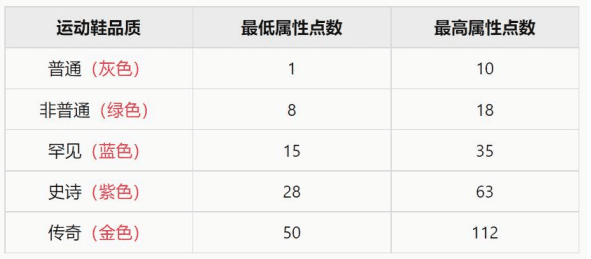 运动鞋品质 最低属性点数 最高属性点数
普通（灰色） 1 10
非普通（绿色） 8 18
罕见（蓝色） 15 35
史诗（紫色） 28 63
传奇（金色） 50 112